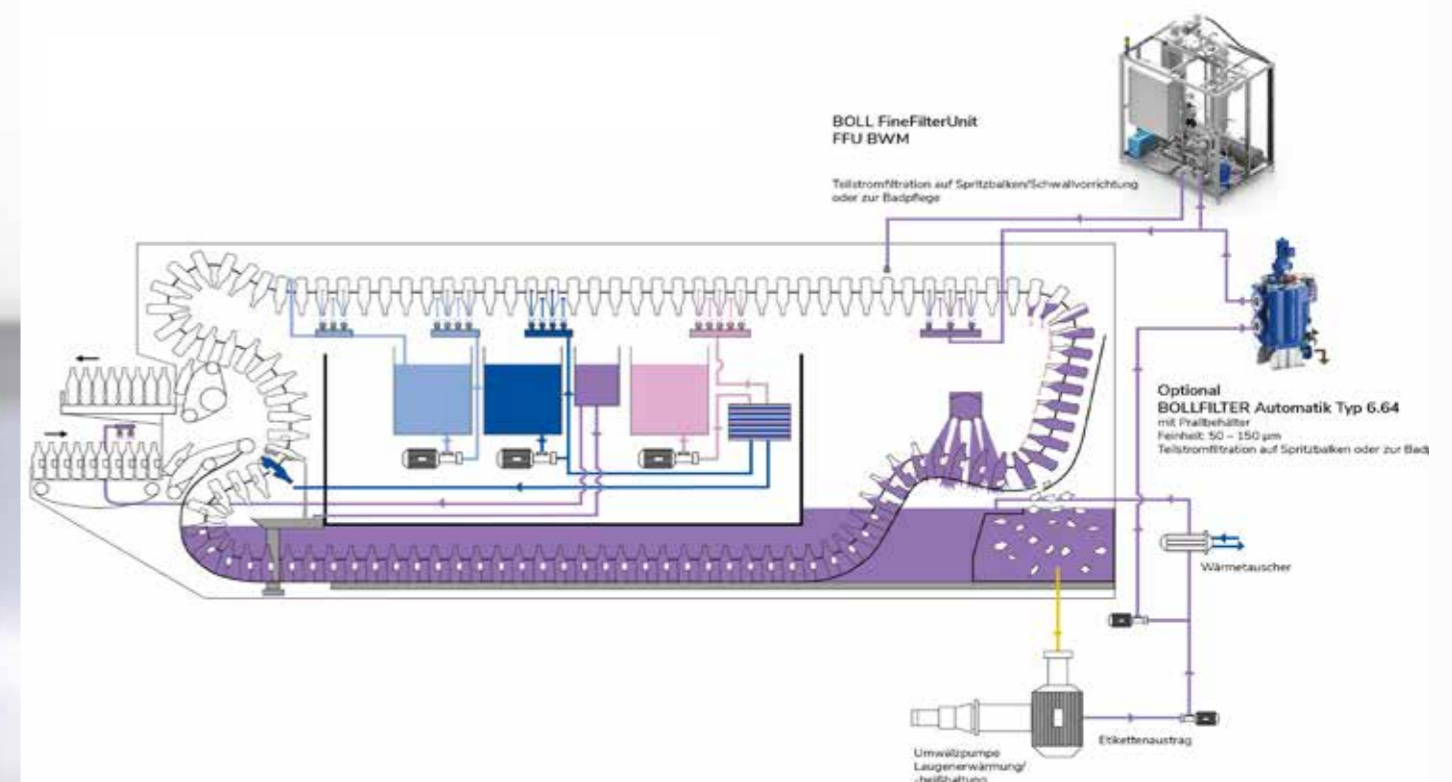 BOLL FineFilterUnit
FFU BWM
Teilstromfiltration auf Spritzbalken/Schwallvorrichtung
oder zur Badpflege
Optional
BOLLFILTER Automatik Typ 6.64
mit Prallbehälter
Feinheit: 50 – 150 µm
Teilstromfiltration auf Spritzbalken oder zur Bad
Wärmetauscher
Etikettenaustrag
Umwälzpumpe
Laugenerwärmung/
-heißhaltung